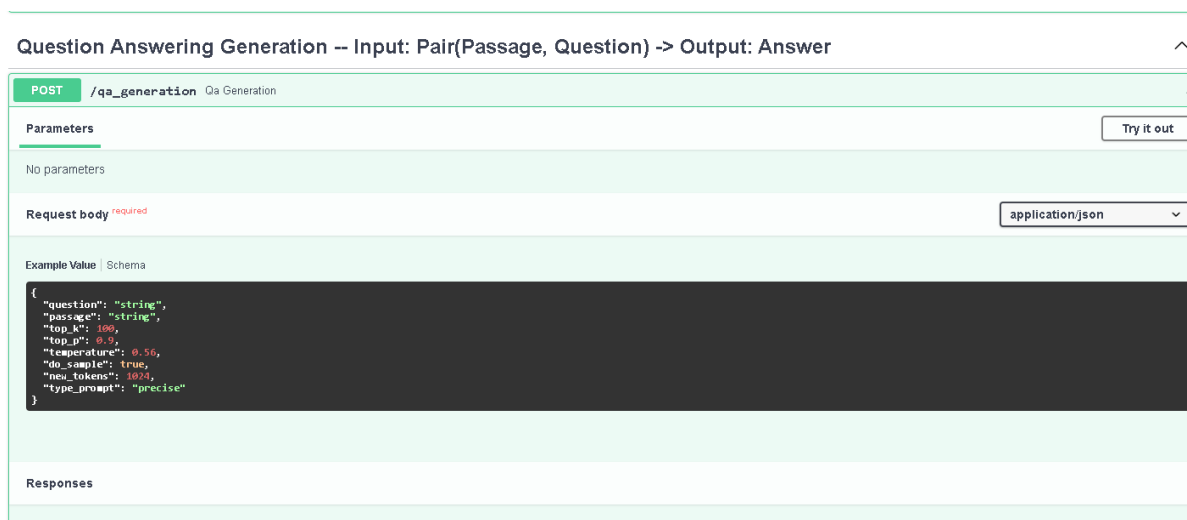 Question Answering Generation -- Input: Pair(Passage, Question) -> Output: Answer
POST /qa_generation Qa Generation
Parameters
Try it out
No parameters
Request body required
application/json
Example Value | Schema
{
"question": "string",
"passage": "string",
"top_k": 100,
"top_p": 0.9,
"temperature": 0.56,
"do_sample": true,
"new_tokens": 1024,
"type_prompt": "precise"
}
Responses